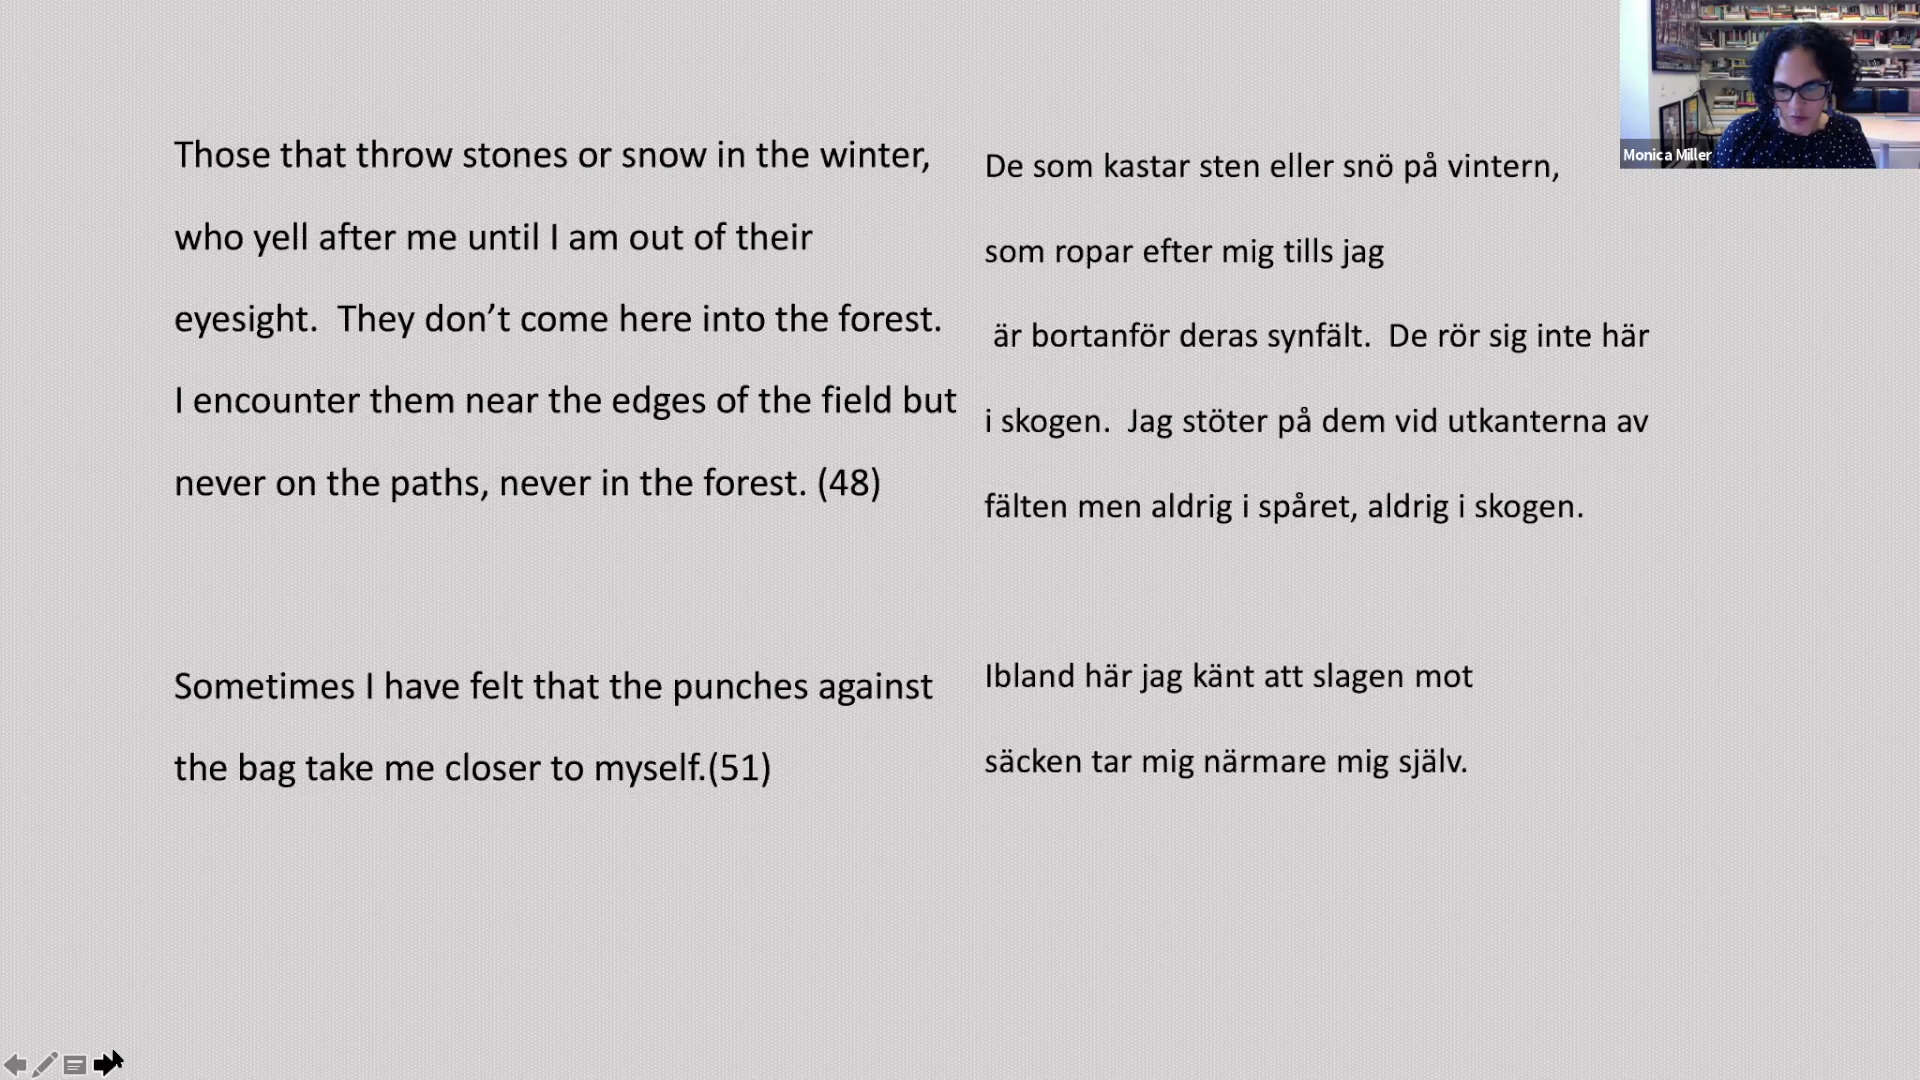 Those that throw stones or snow in the winter,
who yell after me until I am out of their
eyesight.  They don’t come here into the forest.
I encounter them near the edges of the field but
never on the paths, never in the forest. (48)
Sometimes I have felt that the punches against
the bag take me closer to myself.(51)
De som kastar sten eller snö på vintern,
som ropar efter mig tills jag
är bortanför deras synfält.  De rör sig inte här
i skogen.  Jag stöter på dem vid utkanterna av
fälten men aldrig i spåret, aldrig i skogen.
Ibland här jag känt att slagen mot
säcken tar mig närmare mig själv.
Monica Miller